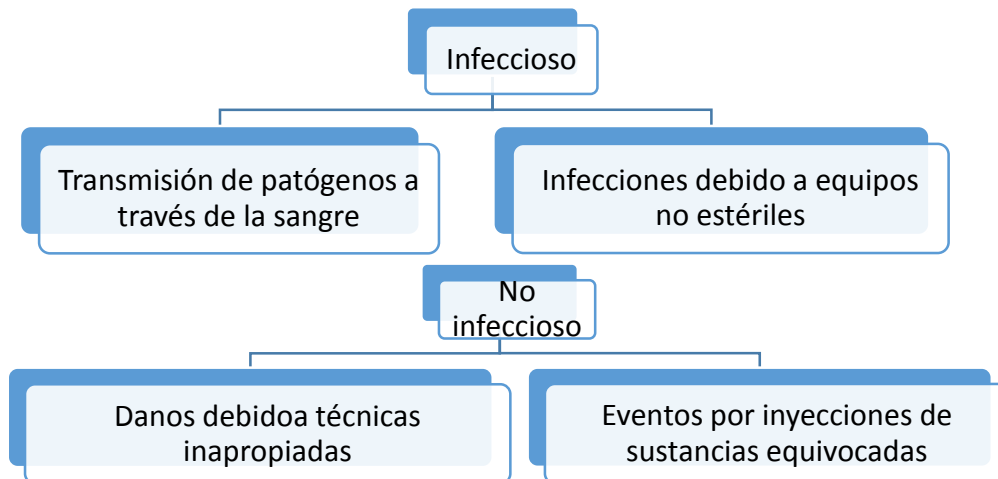 Infeccioso
Transmisión de patógenos a
través de la sangre
Infecciones debido a equipos
no estériles
No
infeccioso
Danos debidoa técnicas
inapropiadas
Eventos por inyecciones de
sustancias equivocadas